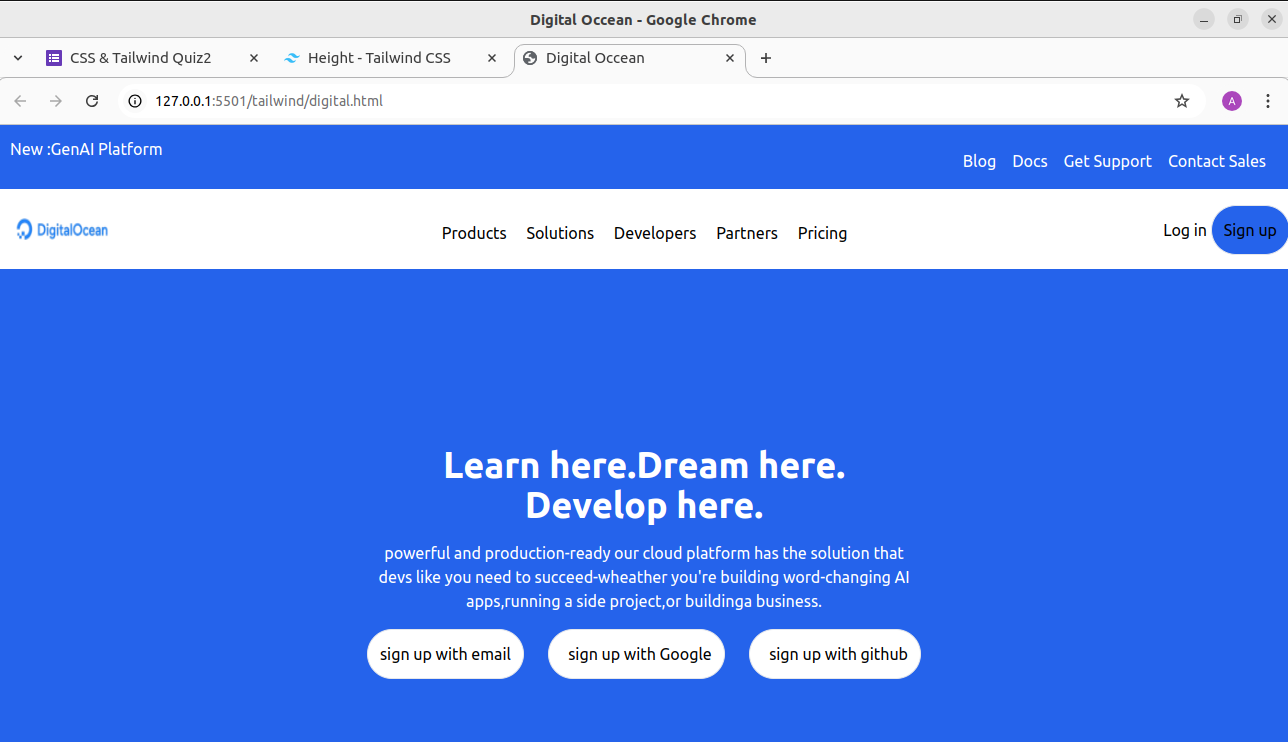 Digital Occean - Google Chrome
CSS & Tailwind Quiz2
Height - Tailwind CSS
Digital Occean
127.0.0.1:5501/tailwind/digital.html
A
New :GenAI Platform
Blog Docs Get Support Contact Sales
DigitalOcean
Products Solutions Developers Partners Pricing
Log in Sign up
Learn here.Dream here.
Develop here.
powerful and production-ready our cloud platform has the solution that
devs like you need to succeed-wheather you're building word-changing AI
apps,running a side project,or buildinga business.
sign up with email
sign up with Google
sign up with github